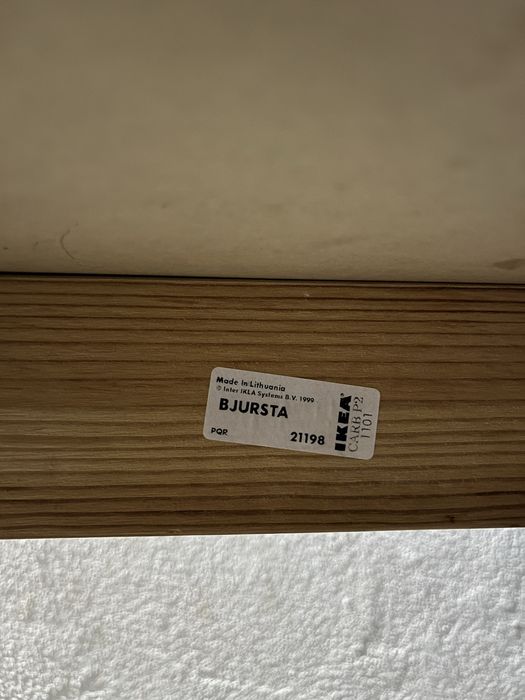 Made In Lithuania
© Inter IKEA Systems B.V. 1999
BJURSTA
PQR
21198
IKEA
CARB P2
1101